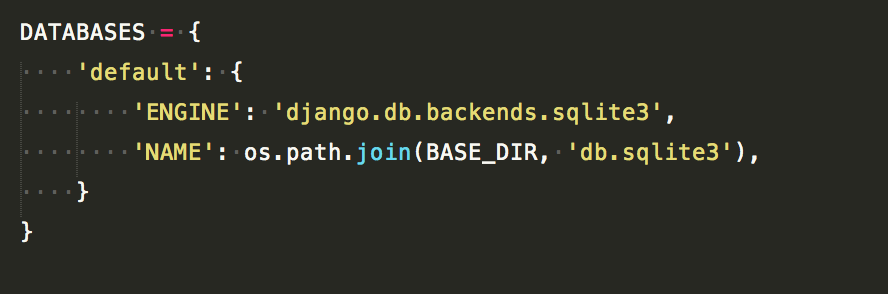 DATABASES = {
    'default': {
        'ENGINE': 'django.db.backends.sqlite3',
        'NAME': os.path.join(BASE_DIR, 'db.sqlite3'),
    }
}